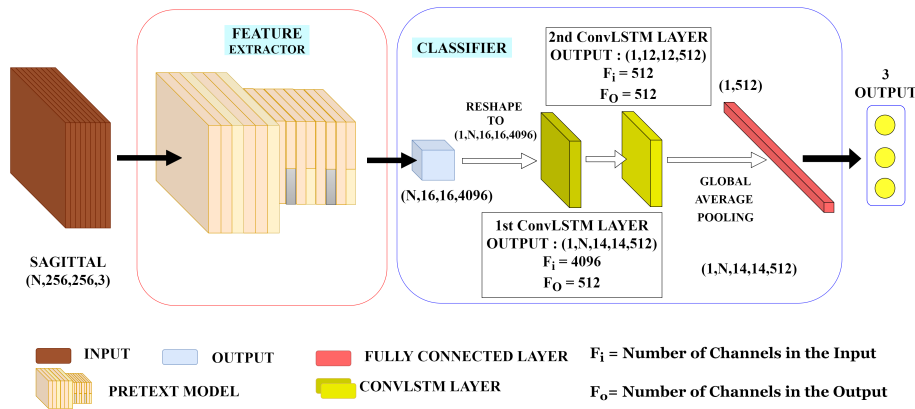 FEATURE
EXTRACTOR
CLASSIFIER
2nd ConvLSTM LAYER
OUTPUT : (1,12,12,512)
Fi = 512
FO = 512
(1,512)
3
OUTPUT
RESHAPE
TO
(1,N,16,16,4096)
(N,16,16,4096)
GLOBAL
AVERAGE
POOLING
1st ConvLSTM LAYER
OUTPUT : (1,N,14,14,512)
Fi = 4096
FO = 512
(1,N,14,14,512)
SAGITTAL
(N,256,256,3)
INPUT
OUTPUT
FULLY CONNECTED LAYER
Fi = Number of Channels in the Input
PRETEXT MODEL
CONVLSTM LAYER
Fo= Number of Channels in the Output